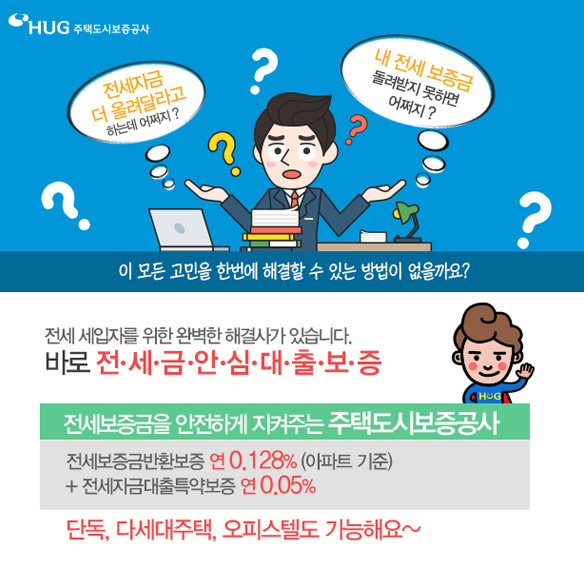 HUG 주택도시보증공사
전세자금
더 올려달라고
하는데 어쩌지 ?
내 전세 보증금
돌려받지 못하면
어쩌지 ?
이 모든 고민을 한번에 해결할 수 있는 방법이 없을까요?
전세 세입자를 위한 완벽한 해결사가 있습니다.
바로 전·세·금·안·심·대·출·보·증
HUG
전세보증금을 안전하게 지켜주는 주택도시보증공사
전세보증금반환보증 연 0.128% (아파트 기준)
+ 전세자금대출특약보증 연 0.05%
단독, 다세대주택, 오피스텔도 가능해요~